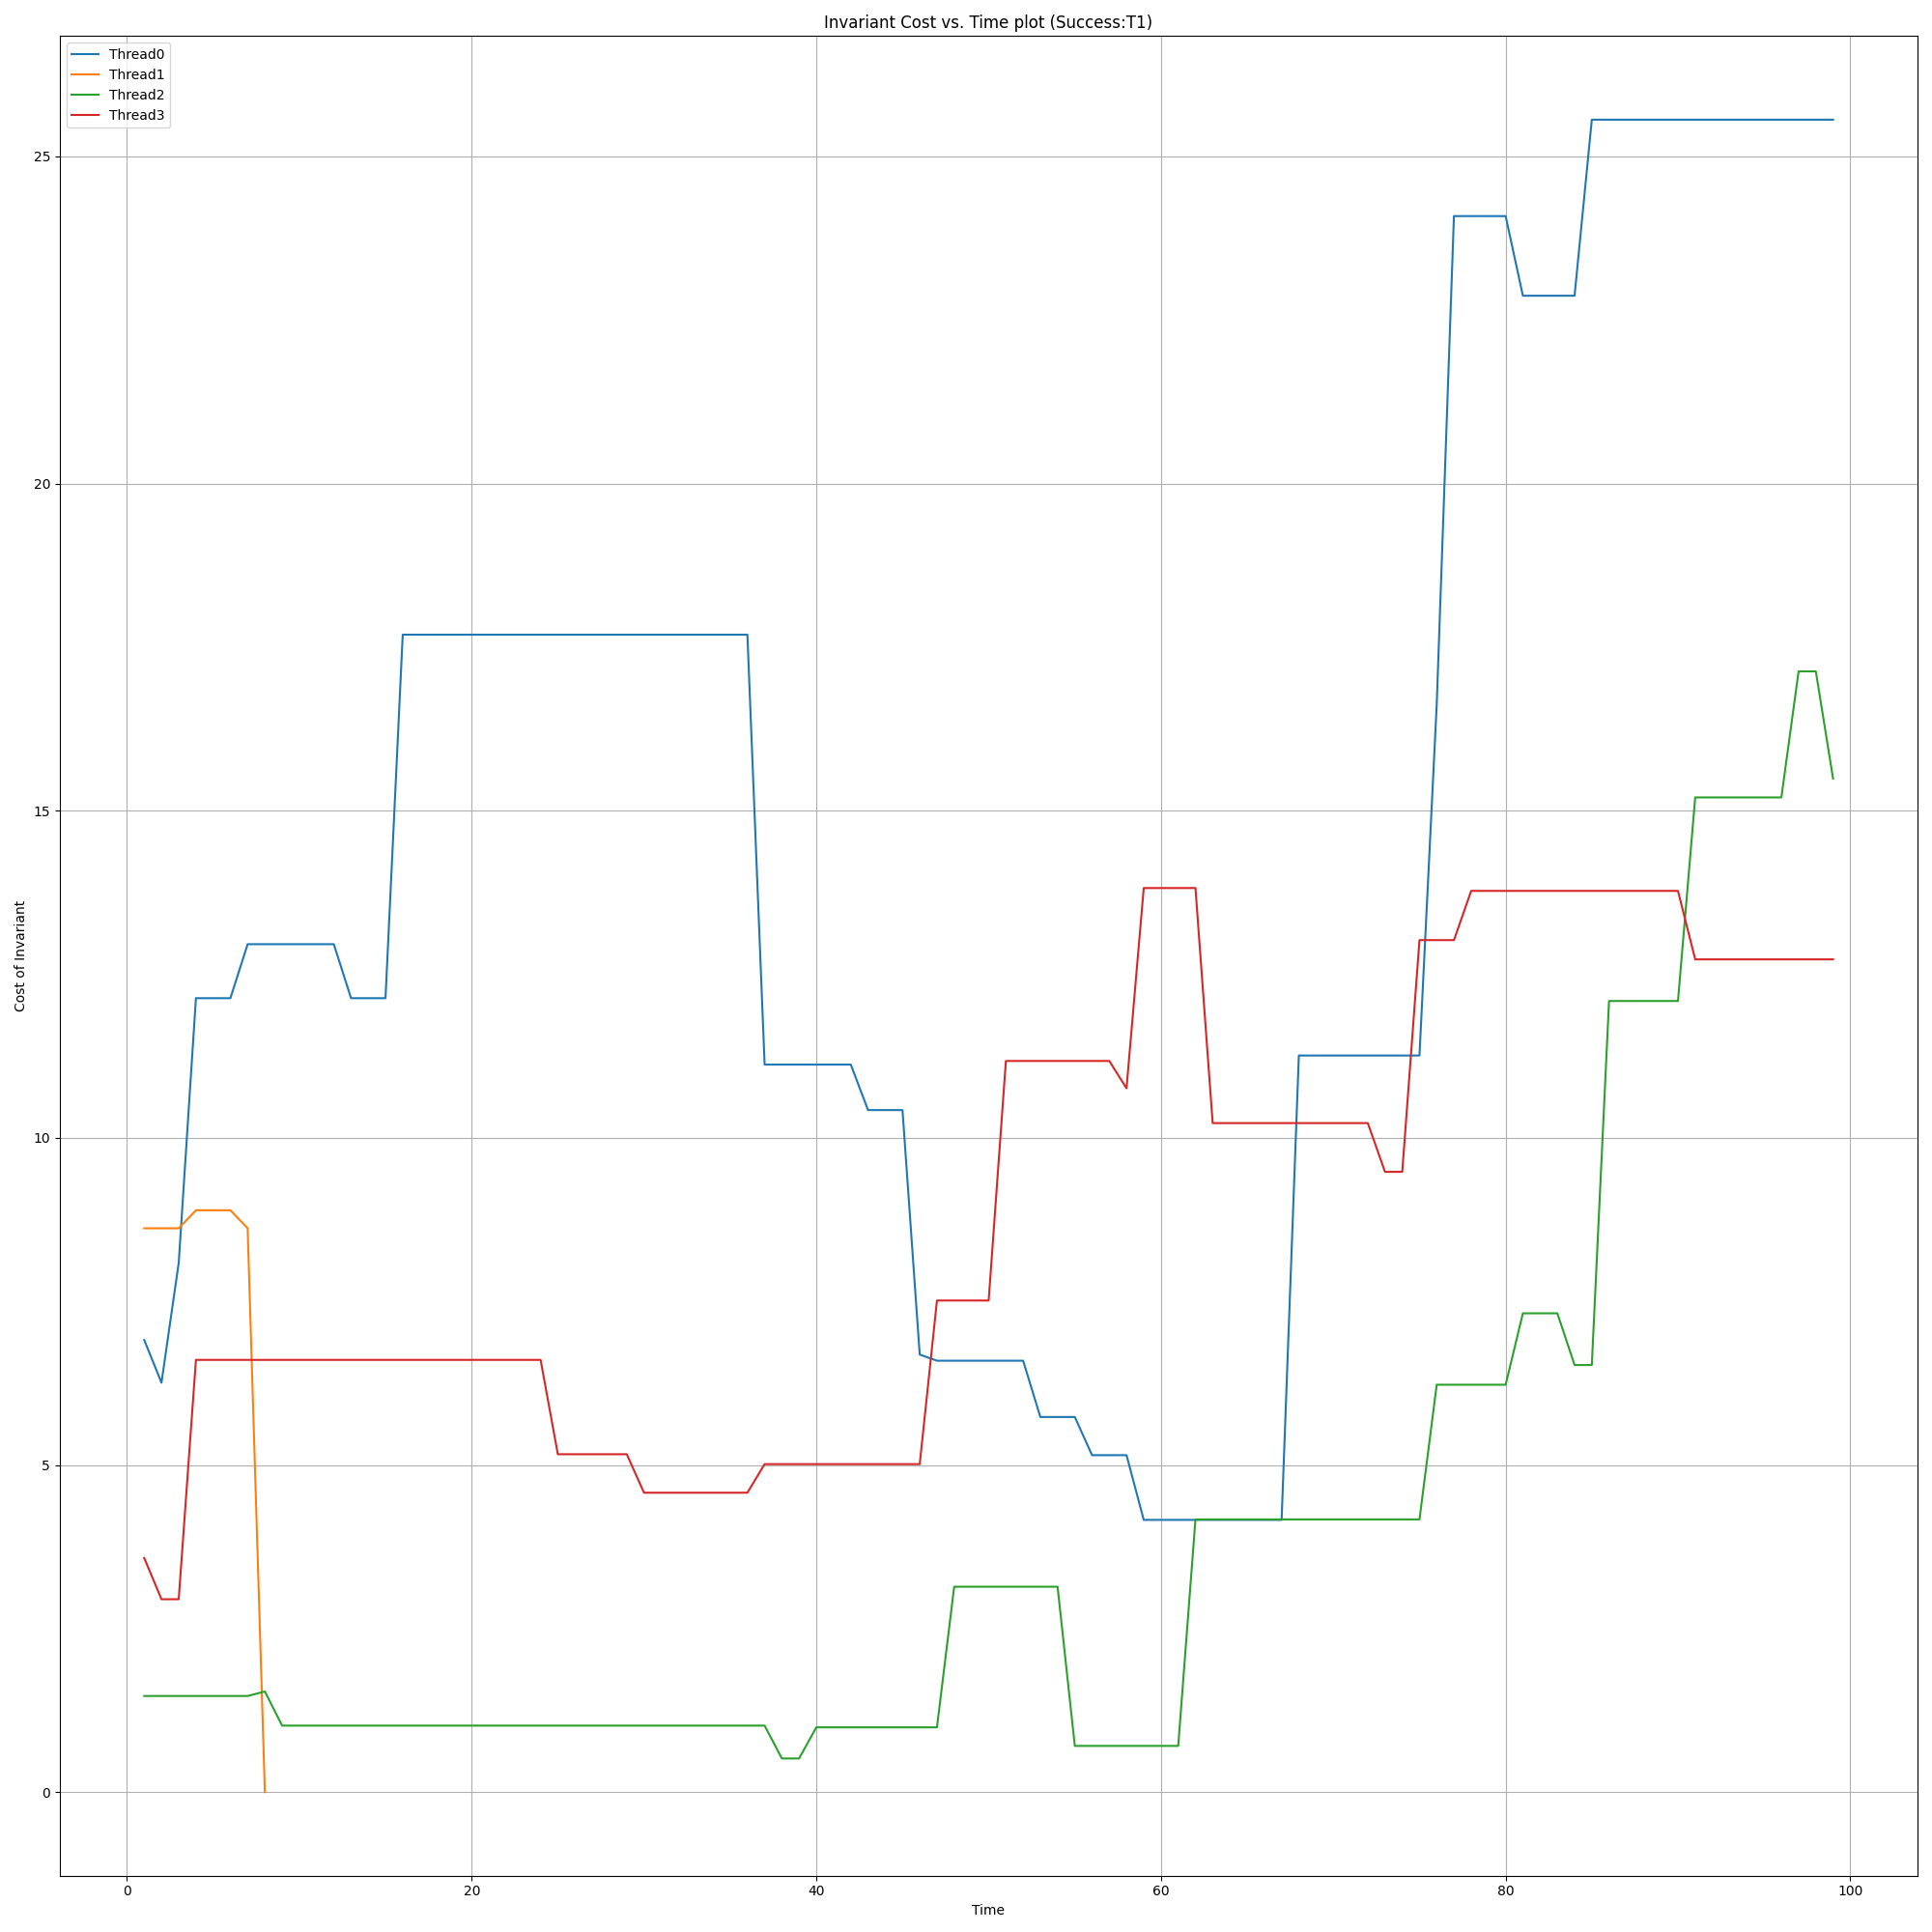 Invariant Cost vs. Time plot (Success:T1)
Thread0
Thread1
Thread2
Thread3
Cost of Invariant
25
20
15
10
5
0
0 20 40 60 80 100
Time